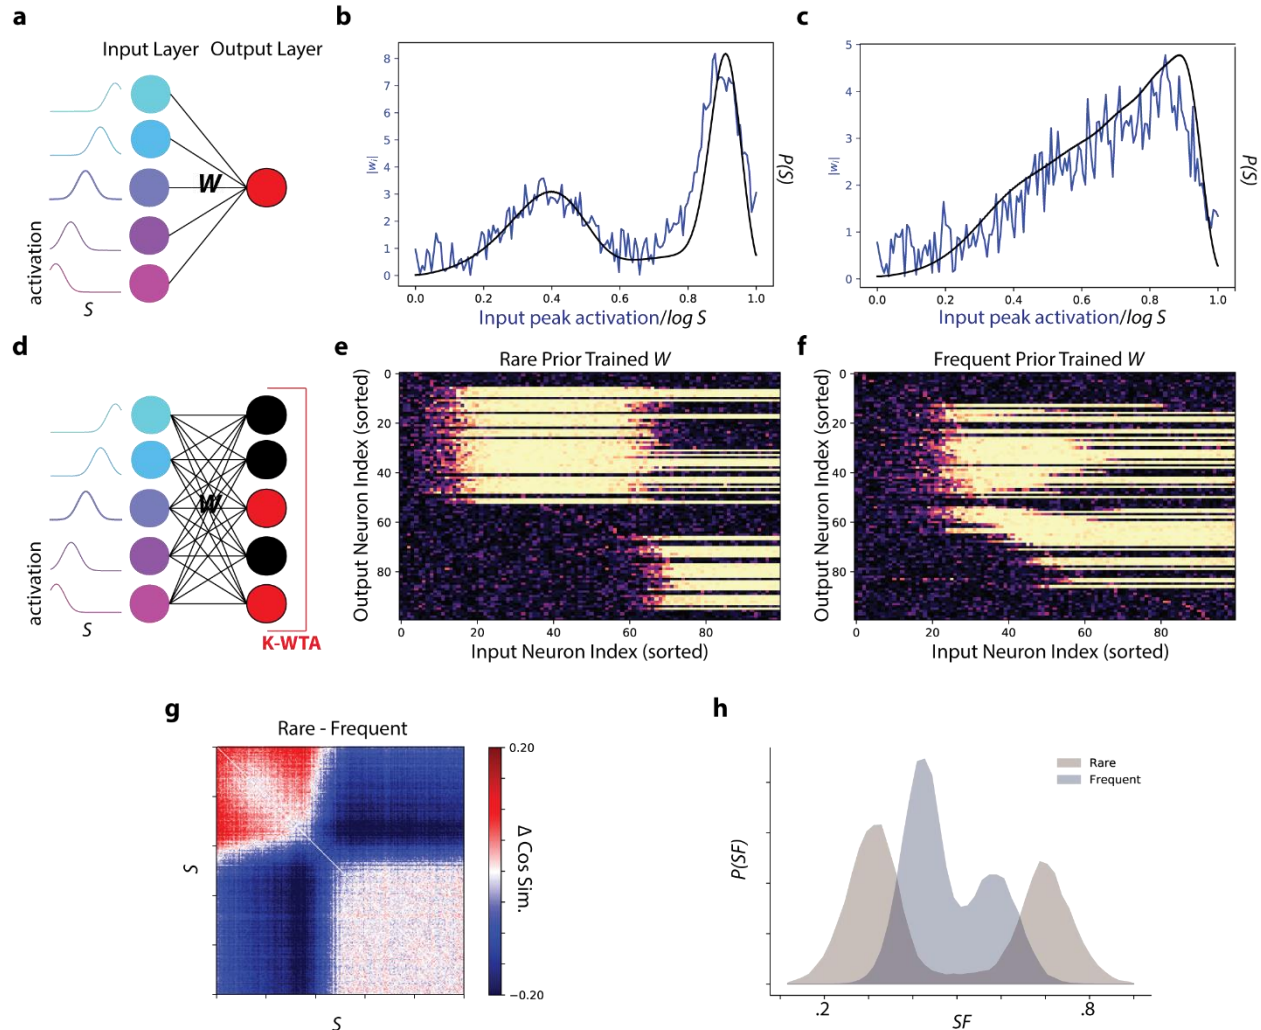 a
Input Layer Output Layer
W
activation
S
b
8
7
6
5
4
3
2
1
0
|wᵢ|
P(S)
0.0 0.2 0.4 0.6 0.8 1.0
Input peak activation/log S
c
5
4
3
2
1
0
|wᵢ|
P(S)
0.0 0.2 0.4 0.6 0.8 1.0
Input peak activation/log S
d
W
activation
S
K-WTA
e
Rare Prior Trained W
Output Neuron Index (sorted)
0
20
40
60
80
0 20 40 60 80
Input Neuron Index (sorted)
f
Frequent Prior Trained W
Output Neuron Index (sorted)
0
20
40
60
80
0 20 40 60 80
Input Neuron Index (sorted)
g
Rare - Frequent
S
S
0.20
Δ Cos Sim.
−0.20
h
Rare
Frequent
P(SF)
.2 .8
SF